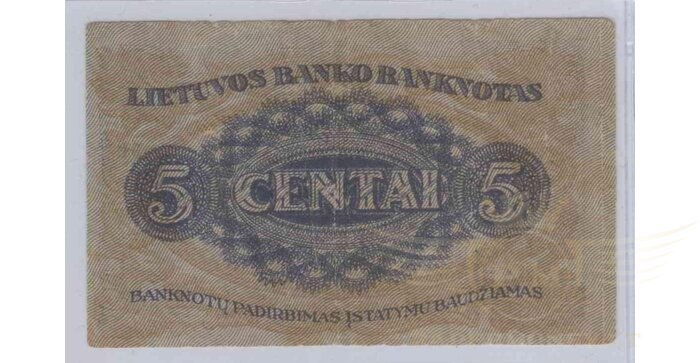 LIETUVOS BANKO BANKNOTAS
5 CENTAI 5
BANKNOTŲ PADIRBIMAS ĮSTATYMU BAUDŽIAMAS